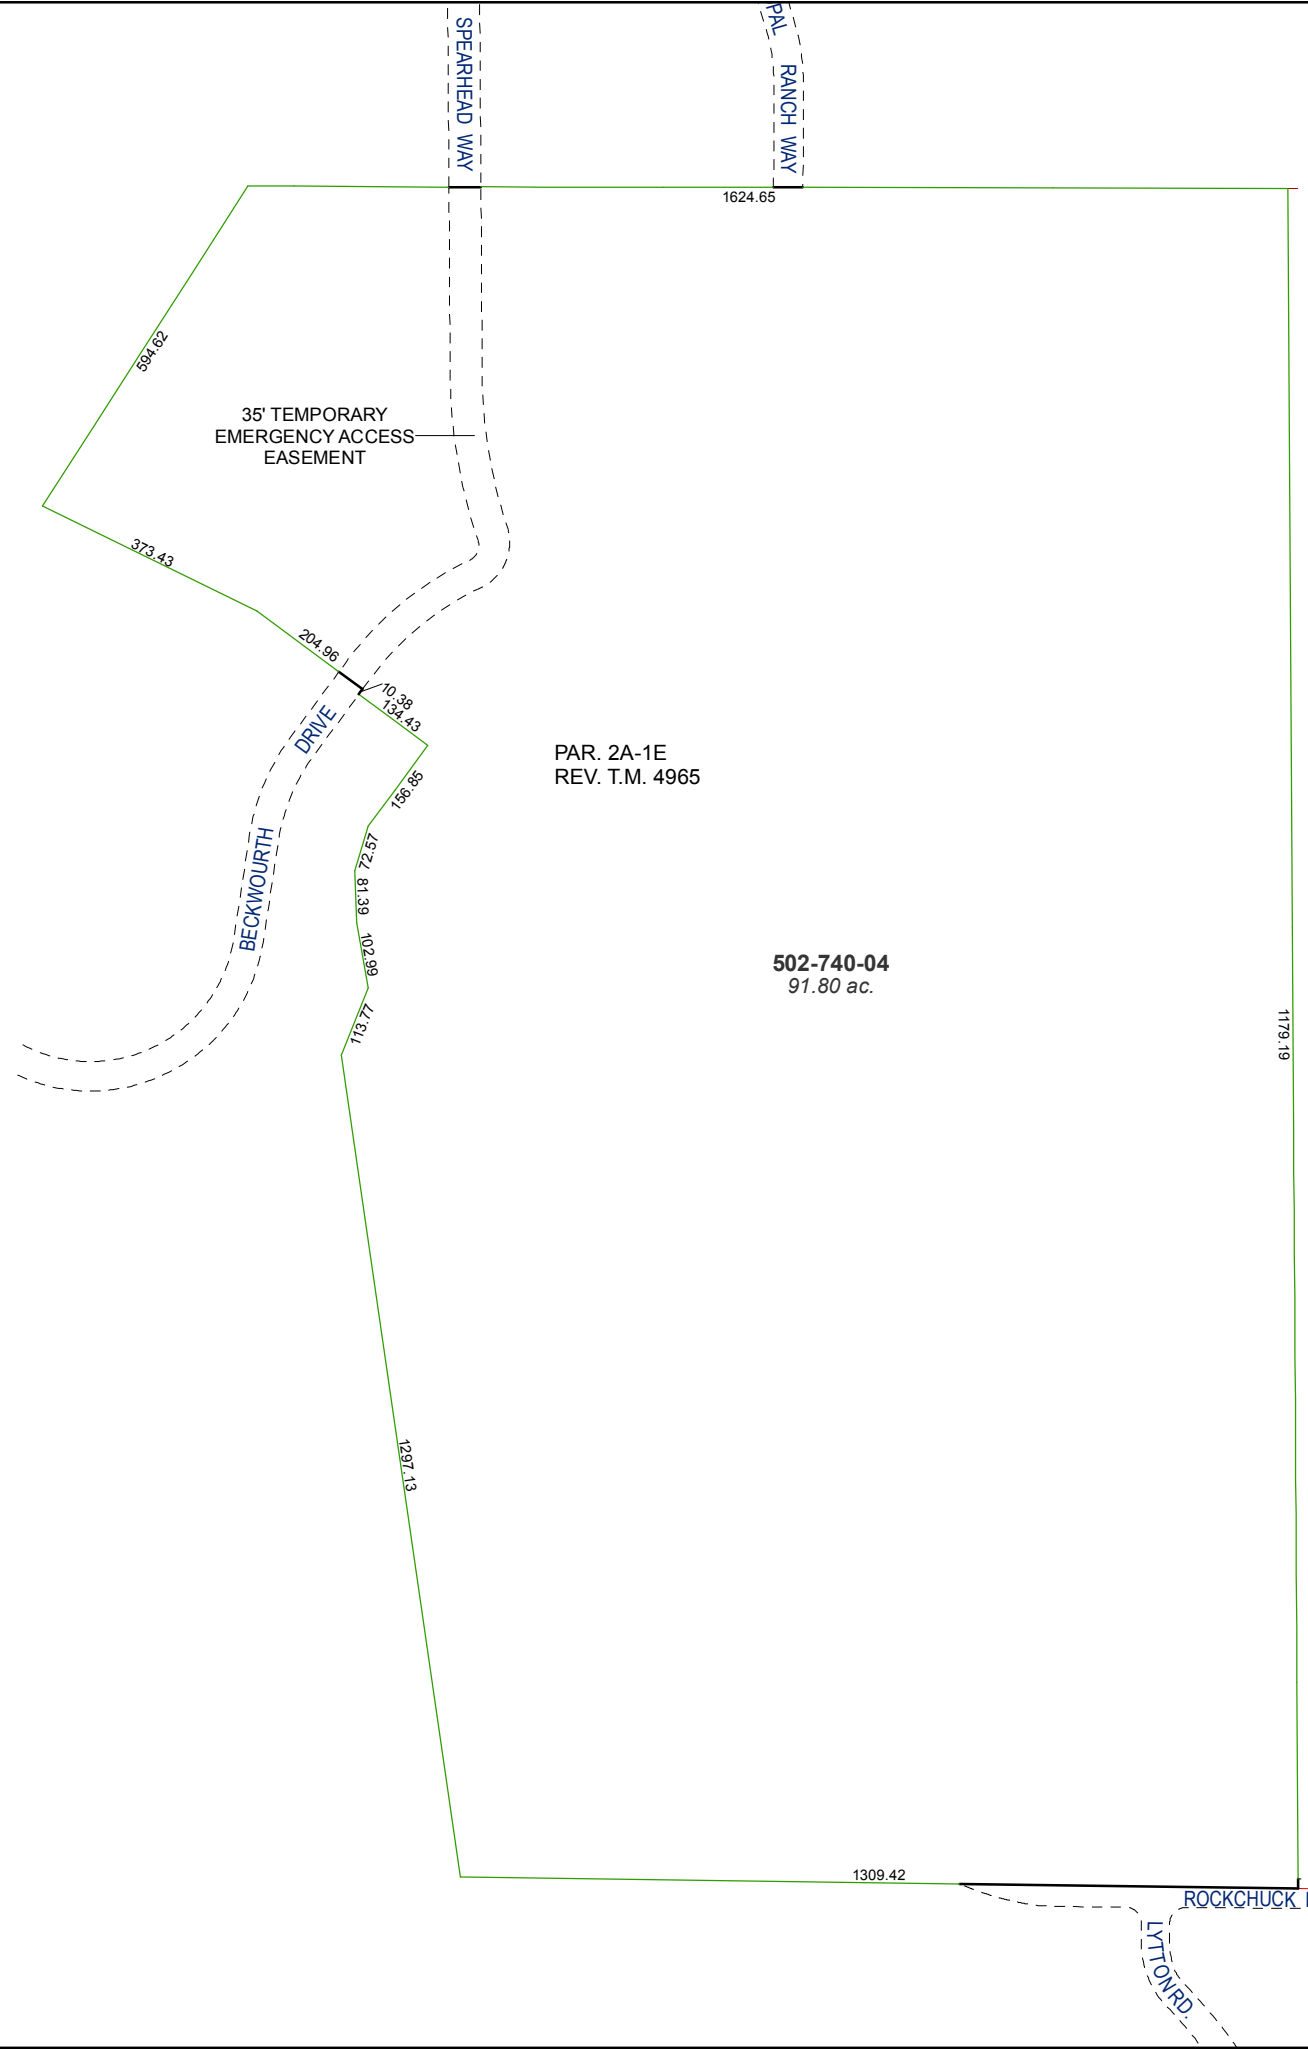 SPEARHEAD WAY
PAL RANCH WAY
1624.65
594.62
35' TEMPORARY
EMERGENCY ACCESS
EASEMENT
373.43
204.96
10.38
134.43
DRIVE
PAR. 2A-1E
REV. T.M. 4965
156.85
BECKWOURTH
72.57
81.39
102.99
502-740-04
91.80 ac.
113.77
1179.19
1297.13
1309.42
ROCKCHUCK
LYTTON RD.